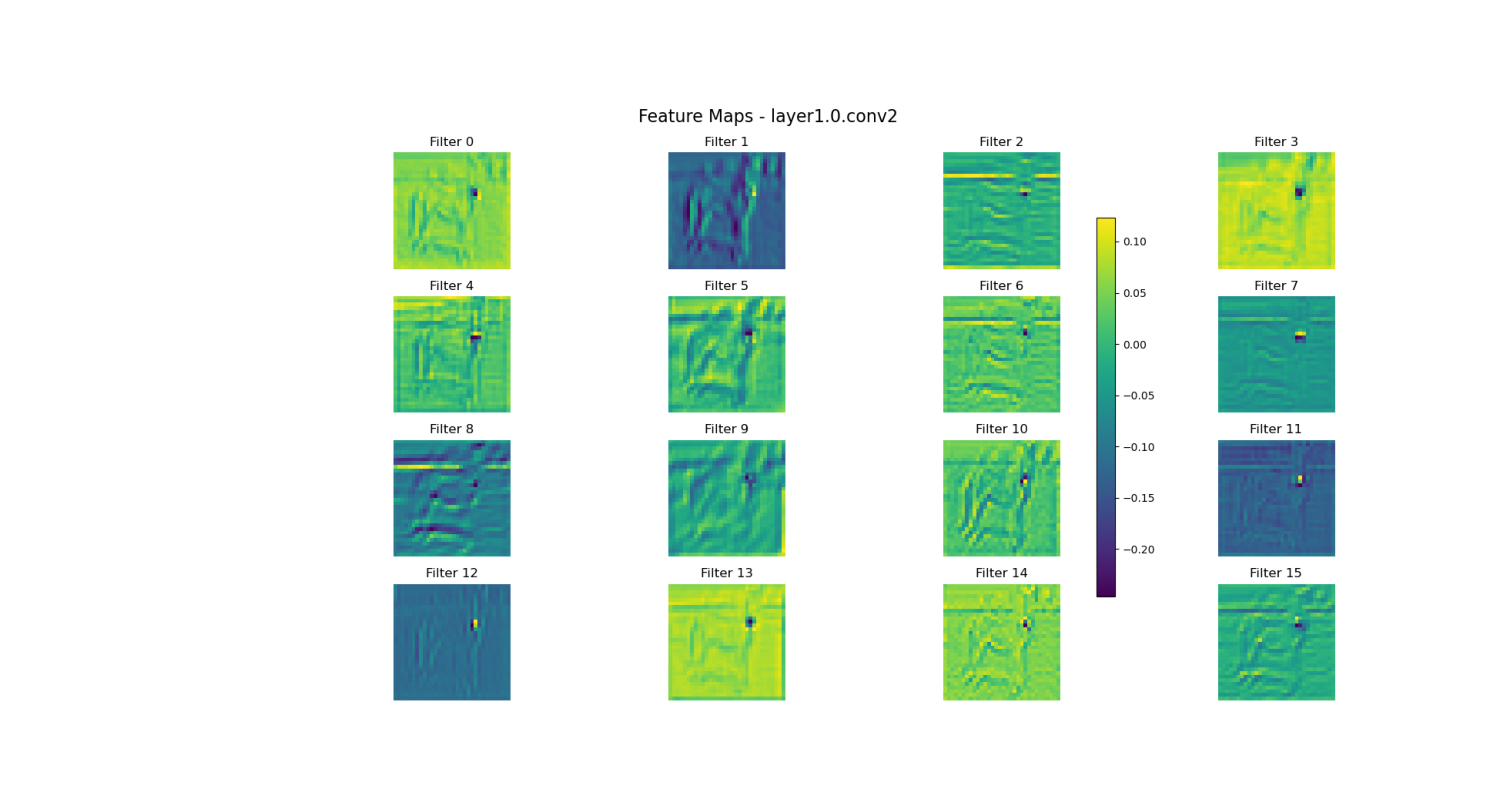 Feature Maps - layer1.0.conv2
Filter 0
Filter 1
Filter 2
Filter 3
Filter 4
Filter 5
Filter 6
Filter 7
Filter 8
Filter 9
Filter 10
Filter 11
Filter 12
Filter 13
Filter 14
Filter 15
0.10
0.05
0.00
−0.05
−0.10
−0.15
−0.20